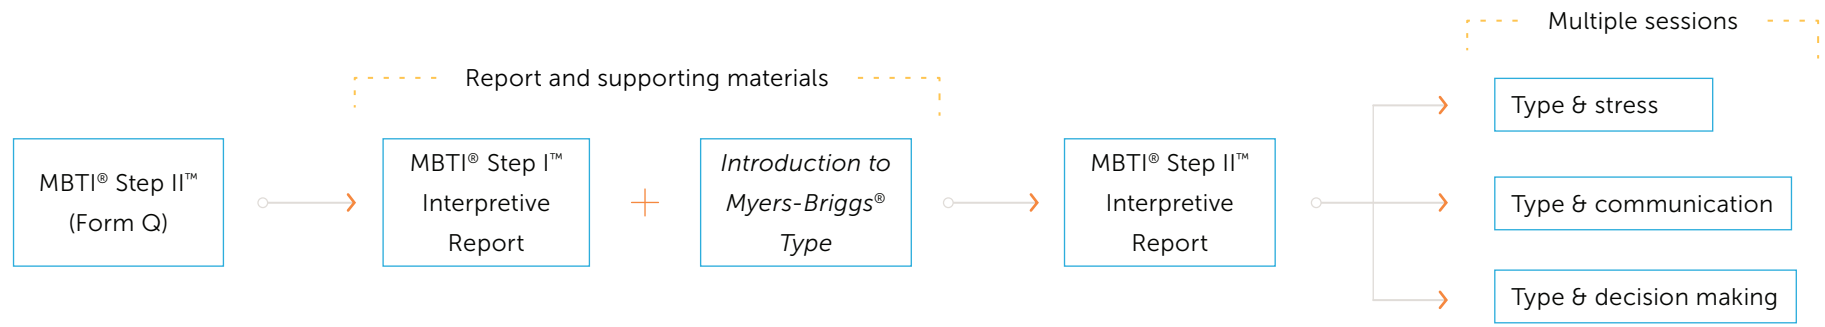 Multiple sessions
Report and supporting materials
MBTI® Step II™
(Form Q)
MBTI® Step I™
Interpretive
Report
+
Introduction to
Myers-Briggs®
Type
MBTI® Step II™
Interpretive
Report
Type & stress
Type & communication
Type & decision making